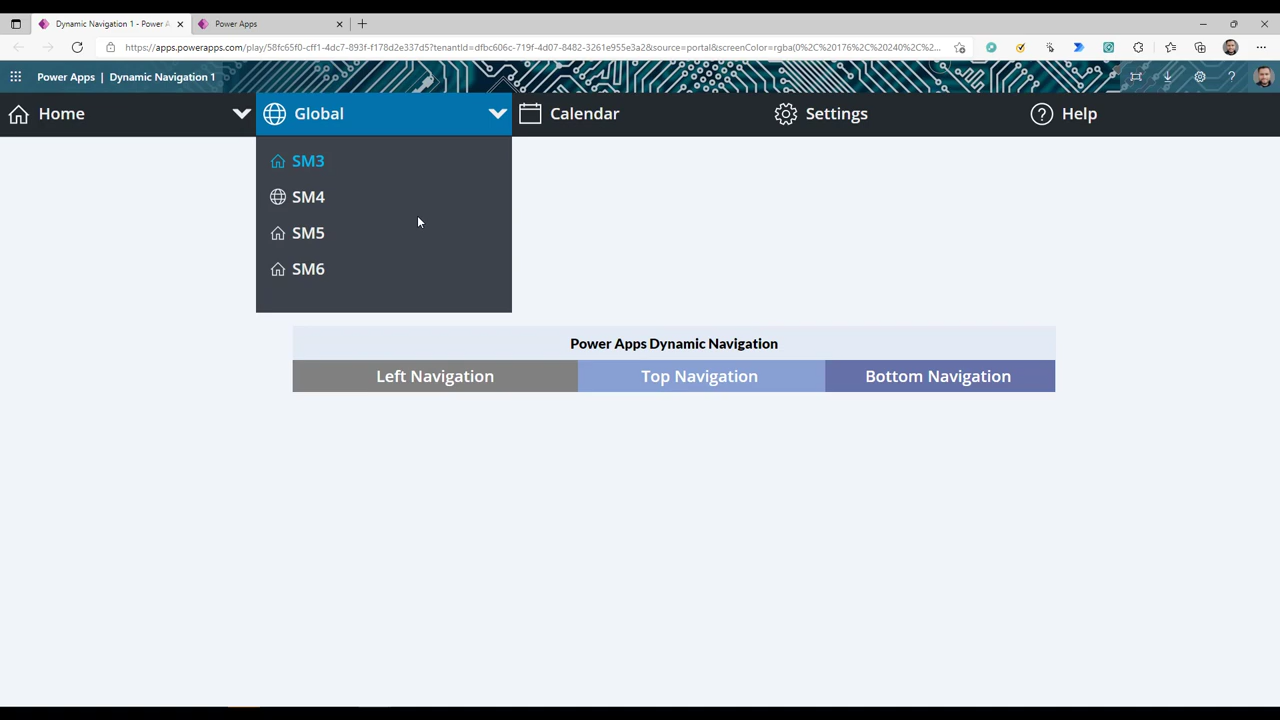 Dynamic Navigation 1 - Power A
Power Apps
https://apps.powerapps.com/play/58fc65f0-cff1-4dc7-893f-f178d2e337d5?tenantId=dfbc606c-719f-4d07-8482-3261e955e3a2&source=portal&screenColor=rgba(0%2C%20176%2C%20240%2C%2...
Power Apps | Dynamic Navigation 1
Home
Global
Calendar
Settings
Help
SM3
SM4
SM5
SM6
Power Apps Dynamic Navigation
Left Navigation
Top Navigation
Bottom Navigation